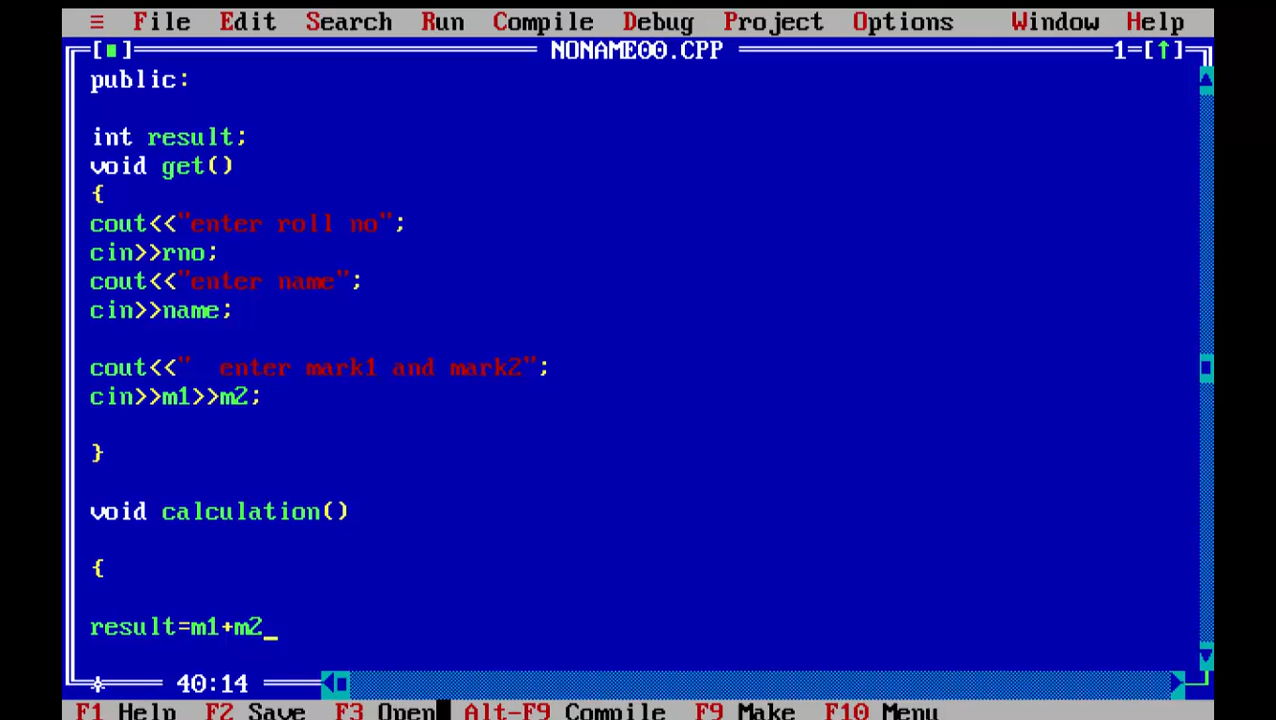 ≡ File Edit Search Run Compile Debug Project Options Window Help
[■] NONAME00.CPP 1=[↑]
public:
int result;
void get()
{
cout<<"enter roll no";
cin>>rno;
cout<<"enter name";
cin>>name;
cout<<"  enter mark1 and mark2";
cin>>m1>>m2;
}
void calculation()
{
result=m1+m2_
40:14
F1 Help F2 Save F3 Open Alt-F9 Compile F9 Make F10 Menu